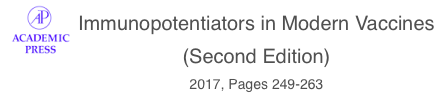 AP
ACADEMIC
PRESS
Immunopotentiators in Modern Vaccines
(Second Edition)
2017, Pages 249-263